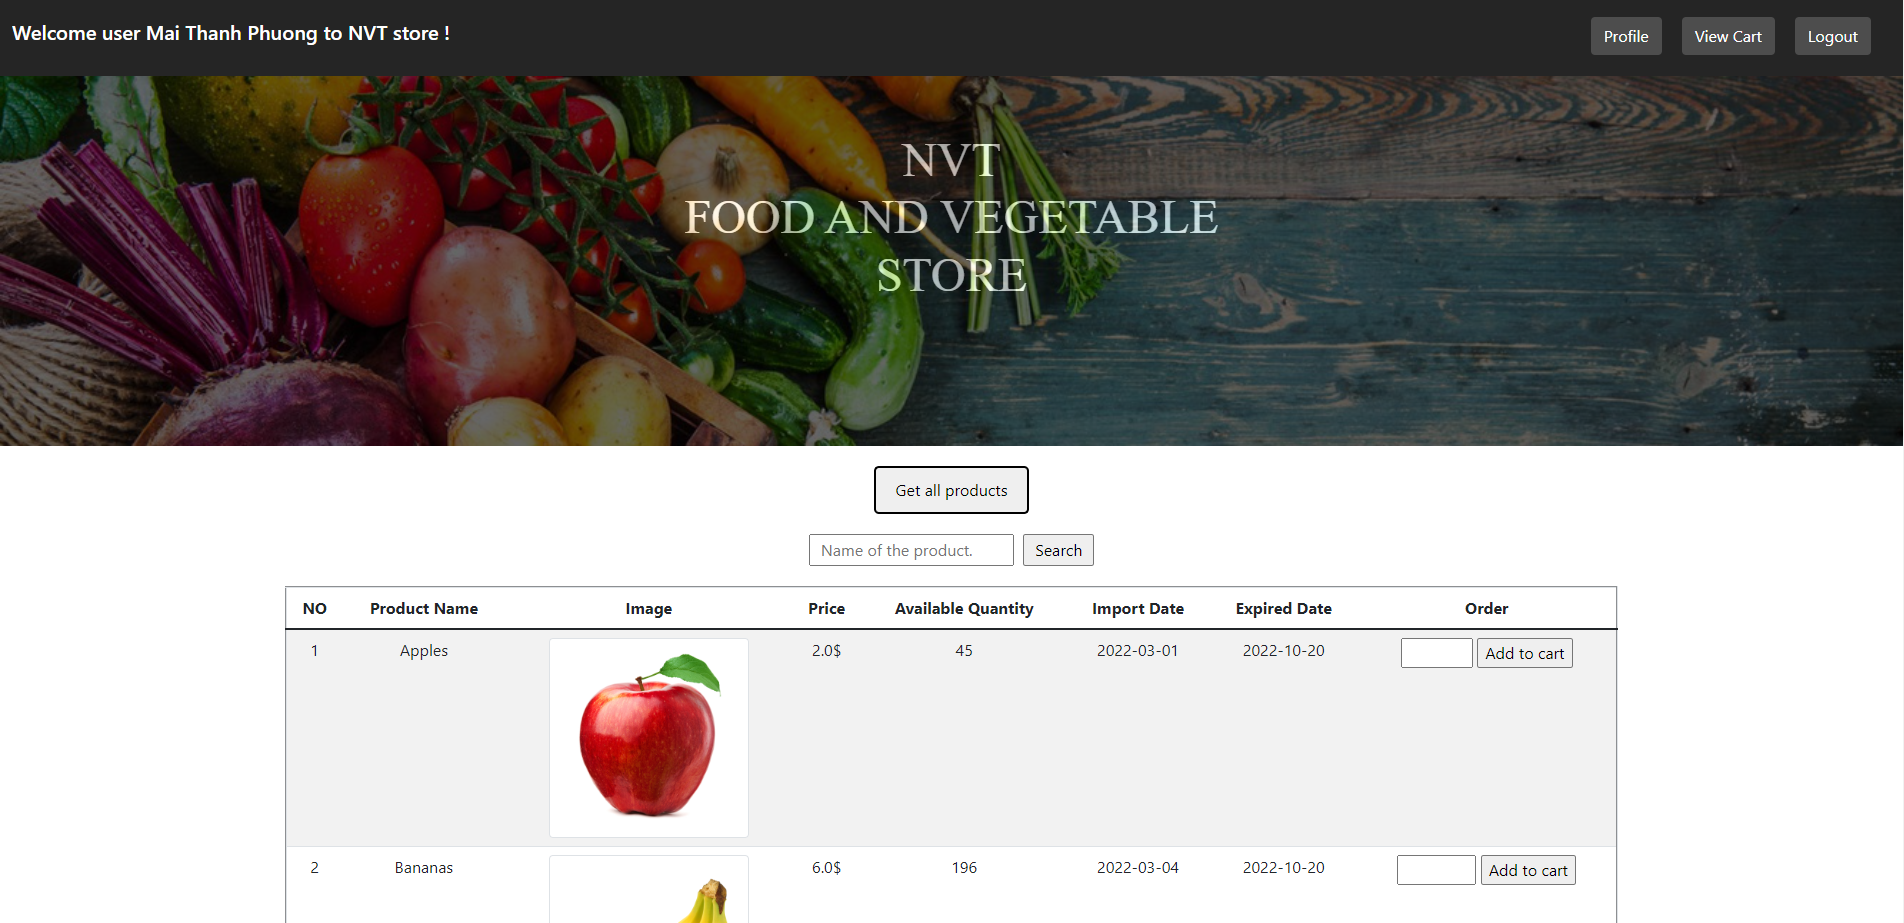 Welcome user Mai Thanh Phuong to NVT store !
Profile View Cart Logout
NVT
FOOD AND VEGETABLE
STORE
Get all products
Name of the product. Search
NO Product Name Image Price Available Quantity Import Date Expired Date Order
1 Apples 2.0$ 45 2022-03-01 2022-10-20 Add to cart
2 Bananas 6.0$ 196 2022-03-04 2022-10-20 Add to cart